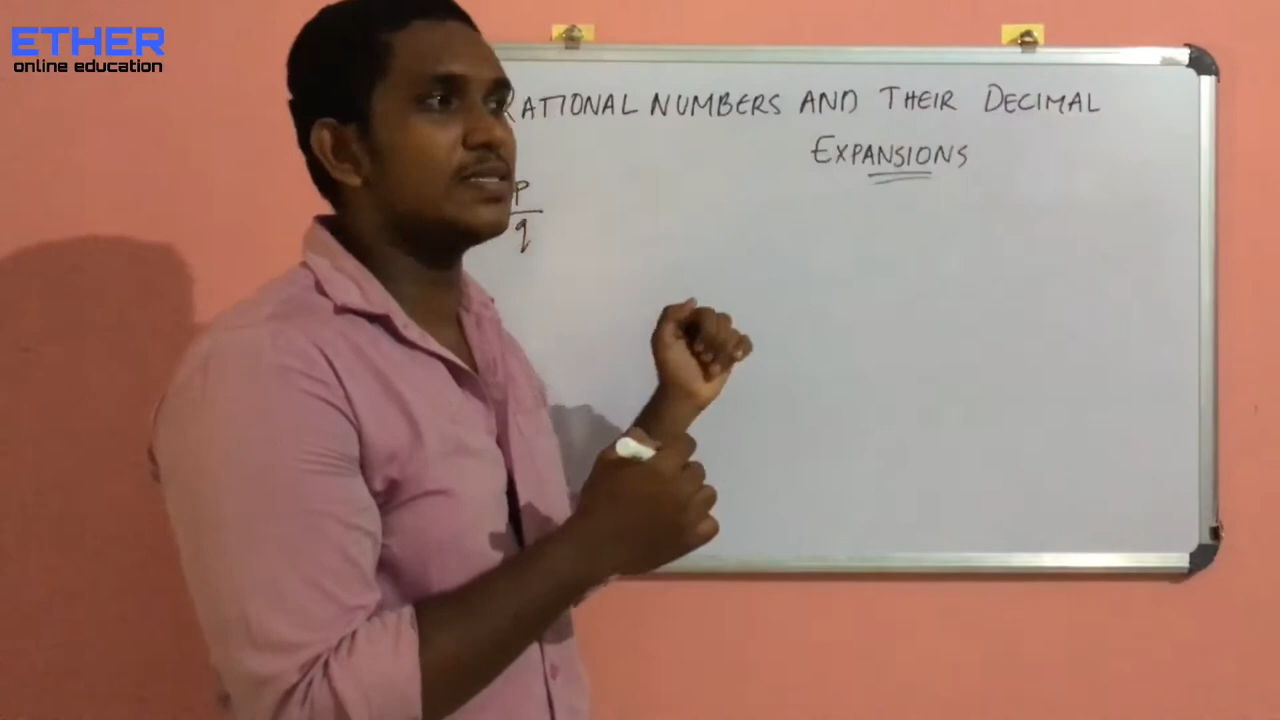 ETHER
online education
RATIONAL NUMBERS AND THEIR DECIMAL
EXPANSIONS
p
q